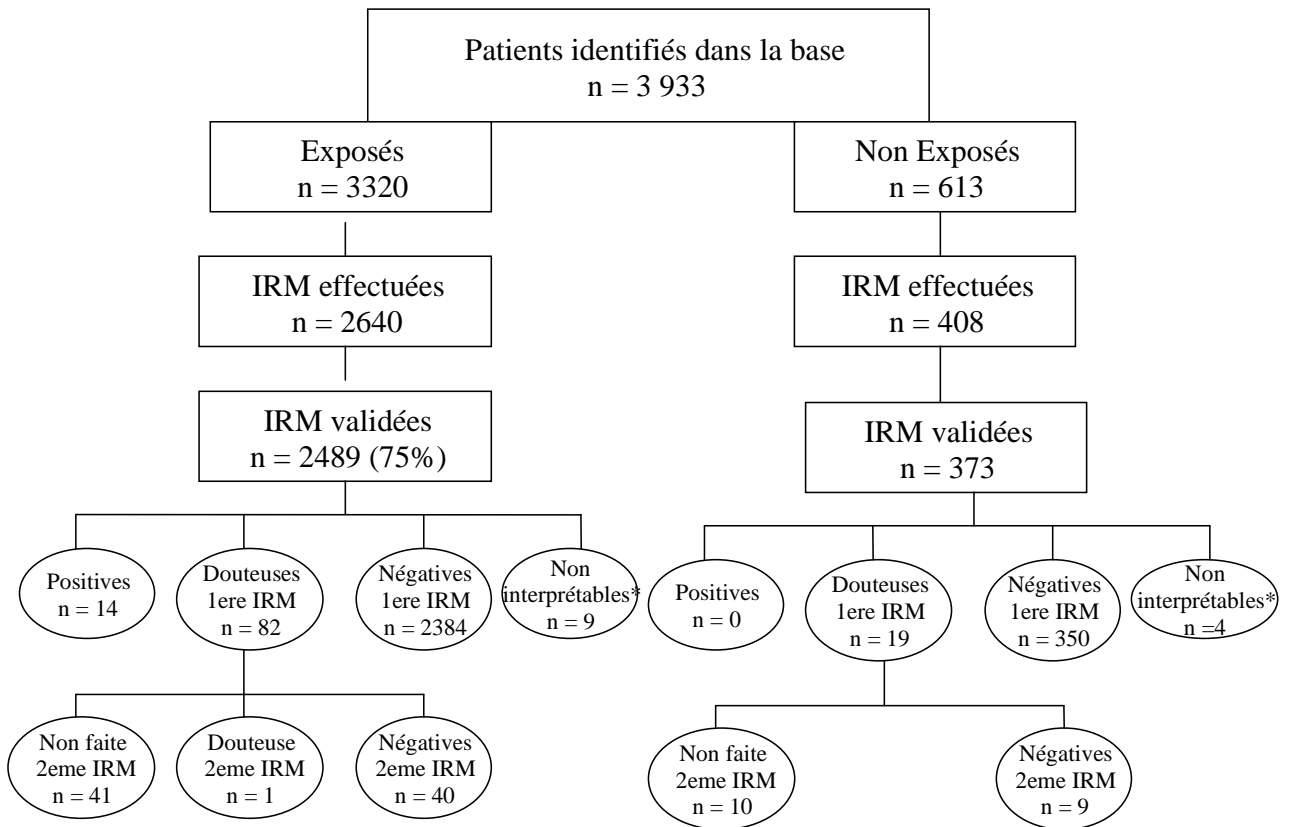 Patients identifiés dans la base
n = 3 933
Exposés
n = 3320
Non Exposés
n = 613
IRM effectuées
n = 2640
IRM effectuées
n = 408
IRM validées
n = 2489 (75%)
IRM validées
n = 373
Positives
n = 14
Douteuses
1ere IRM
n = 82
Négatives
1ere IRM
n = 2384
Non
interprétables*
n = 9
Positives
n = 0
Douteuses
1ere IRM
n = 19
Négatives
1ere IRM
n = 350
Non
interprétables*
n =4
Non faite
2eme IRM
n = 41
Douteuse
2eme IRM
n = 1
Négatives
2eme IRM
n = 40
Non faite
2eme IRM
n = 10
Négatives
2eme IRM
n = 9